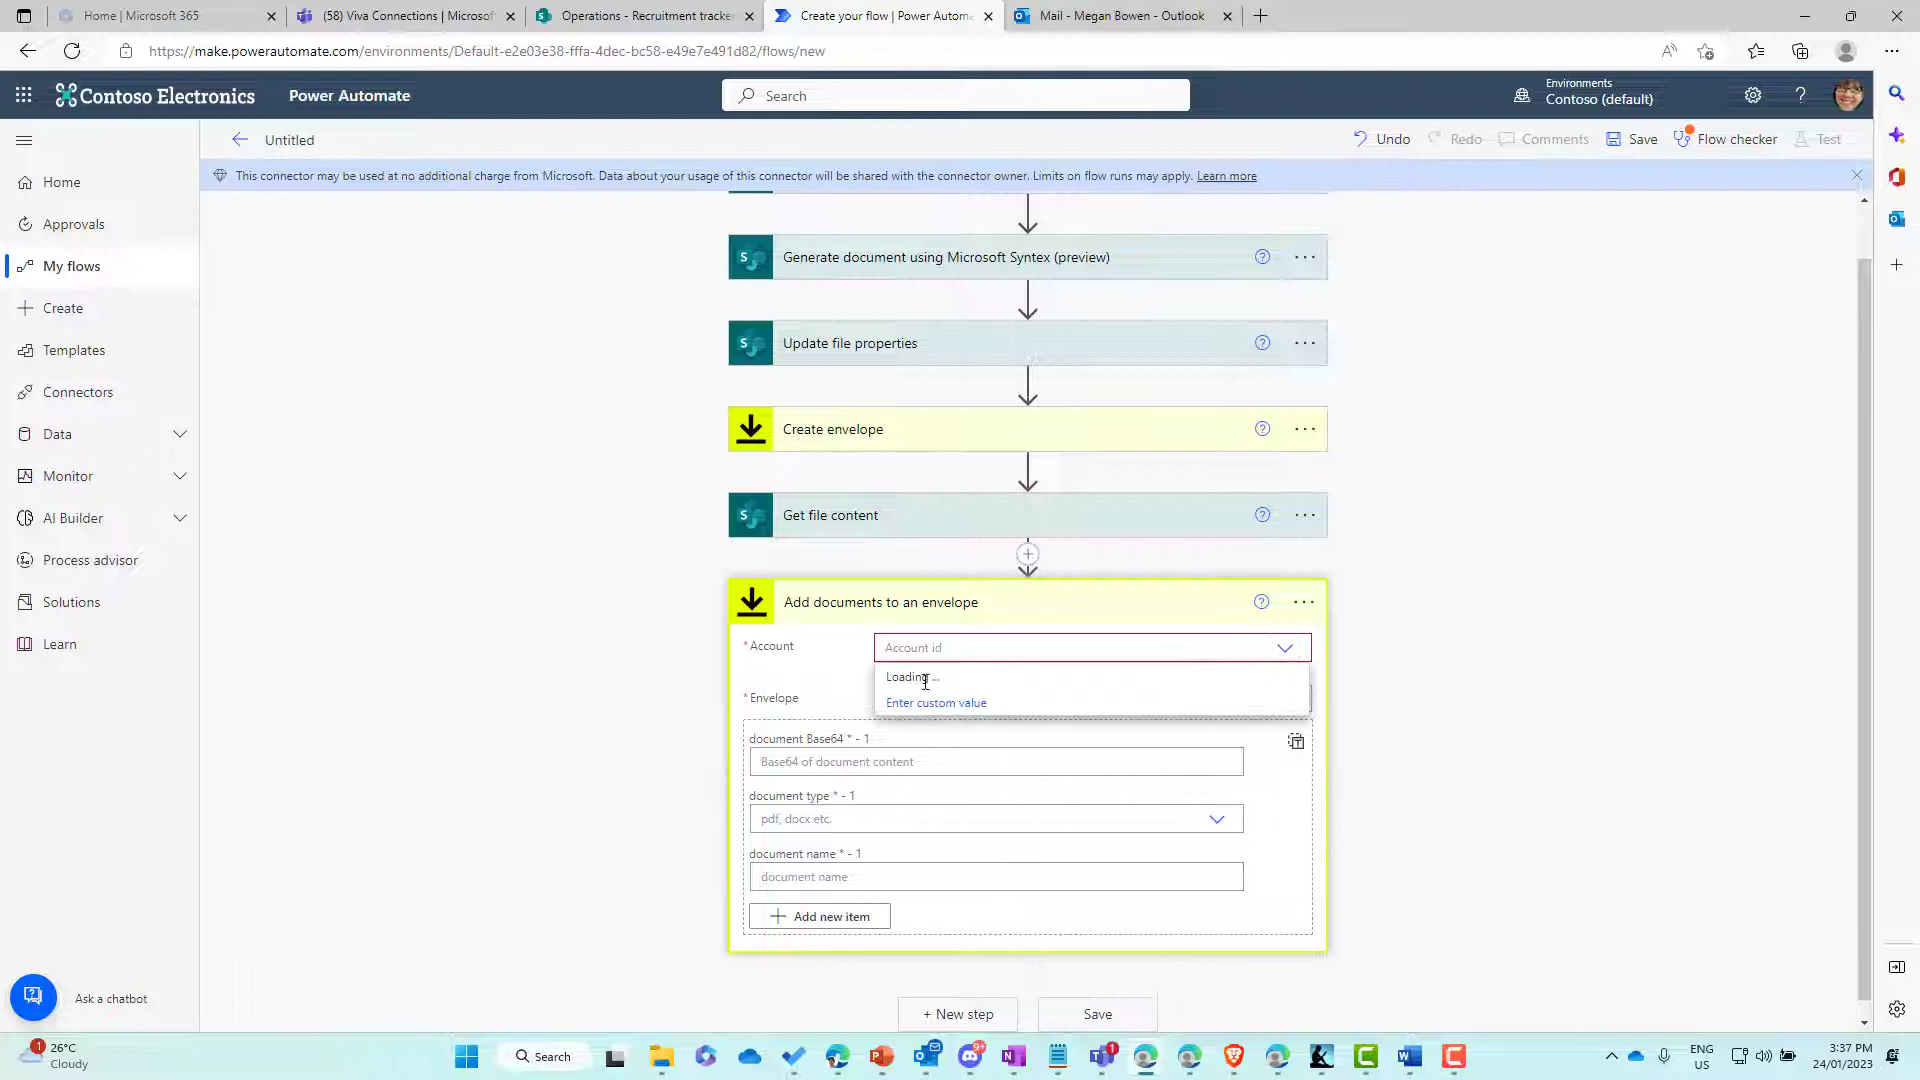 Home | Microsoft 365
(58) Viva Connections | Microsof
Operations - Recruitment tracker
Create your flow | Power Automa
Mail - Megan Bowen - Outlook
https://make.powerautomate.com/environments/Default-e2e03e38-fffa-4dec-bc58-e49e7e491d82/flows/new
Contoso Electronics
Power Automate
Search
Environments
Contoso (default)
Untitled
Undo
Redo
Comments
Save
Flow checker
Test
This connector may be used at no additional charge from Microsoft. Data about your usage of this connector will be shared with the connector owner. Limits on flow runs may apply. Learn more
Home
Approvals
My flows
Create
Templates
Connectors
Data
Monitor
AI Builder
Process advisor
Solutions
Learn
Ask a chatbot
Generate document using Microsoft Syntex (preview)
Update file properties
Create envelope
Get file content
Add documents to an envelope
* Account
Account id
Loading ...
Enter custom value
* Envelope
document Base64 * - 1
Base64 of document content
document type * - 1
pdf, docx etc.
document name * - 1
document name
Add new item
+ New step
Save
1
26°C
Cloudy
Search
9+
1
ENG
US
3:37 PM
24/01/2023